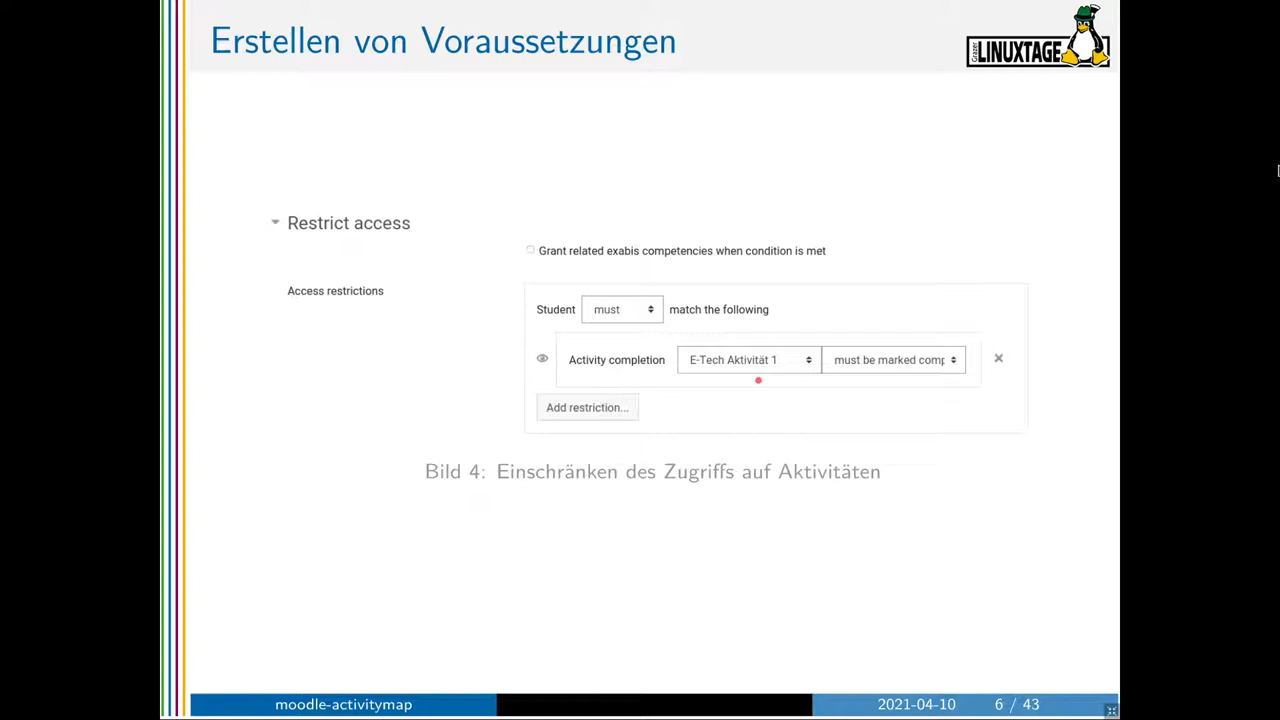 Erstellen von Voraussetzungen
Grazer LINUXTAGE
Restrict access
Grant related exabis competencies when condition is met
Access restrictions
Student must match the following
Activity completion E-Tech Aktivität 1 must be marked comp
Add restriction...
Bild 4: Einschränken des Zugriffs auf Aktivitäten
moodle-activitymap 2021-04-10 6 / 43